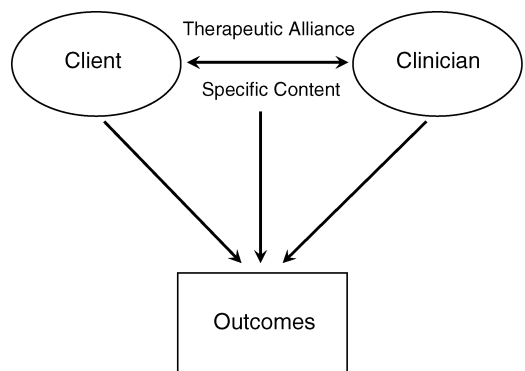 Therapeutic Alliance
Client
Clinician
Specific Content
Outcomes